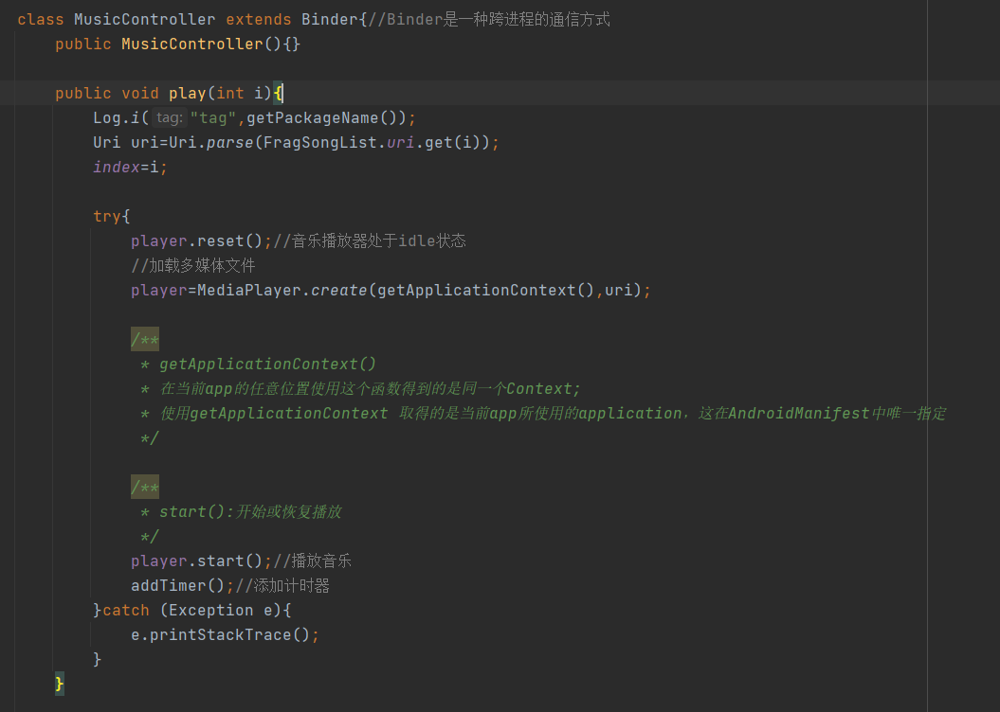 class MusicController extends Binder{//Binder是一种跨进程的通信方式
public MusicController(){}
public void play(int i){
Log.i( tag: "tag",getPackageName());
Uri uri=Uri.parse(FragSongList.uri.get(i));
index=i;
try{
player.reset();//音乐播放器处于idle状态
//加载多媒体文件
player=MediaPlayer.create(getApplicationContext(),uri);
/**
* getApplicationContext()
* 在当前app的任意位置使用这个函数得到的是同一个Context;
* 使用getApplicationContext 取得的是当前app所使用的application，这在AndroidManifest中唯一指定
*/
/**
* start():开始或恢复播放
*/
player.start();//播放音乐
addTimer();//添加计时器
}catch (Exception e){
e.printStackTrace();
}
}